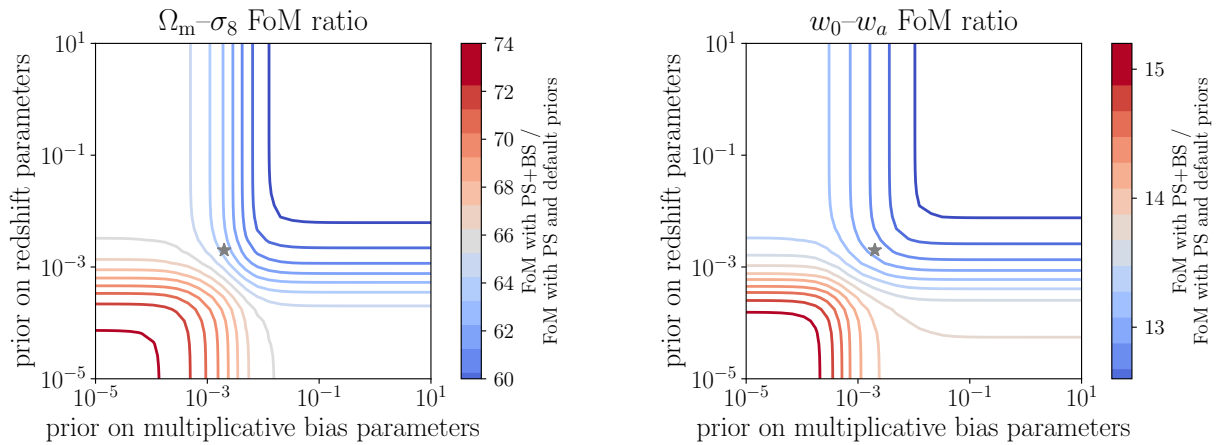 Ωm–σ8 FoM ratio
10^1
10^−1
10^−3
10^−5
prior on redshift parameters
10^−5 10^−3 10^−1 10^1
prior on multiplicative bias parameters
74
72
70
68
66
64
62
60
FoM with PS+BS /
FoM with PS and default priors
w0–wa FoM ratio
10^1
10^−1
10^−3
10^−5
prior on redshift parameters
10^−5 10^−3 10^−1 10^1
prior on multiplicative bias parameters
15
14
13
FoM with PS+BS /
FoM with PS and default priors